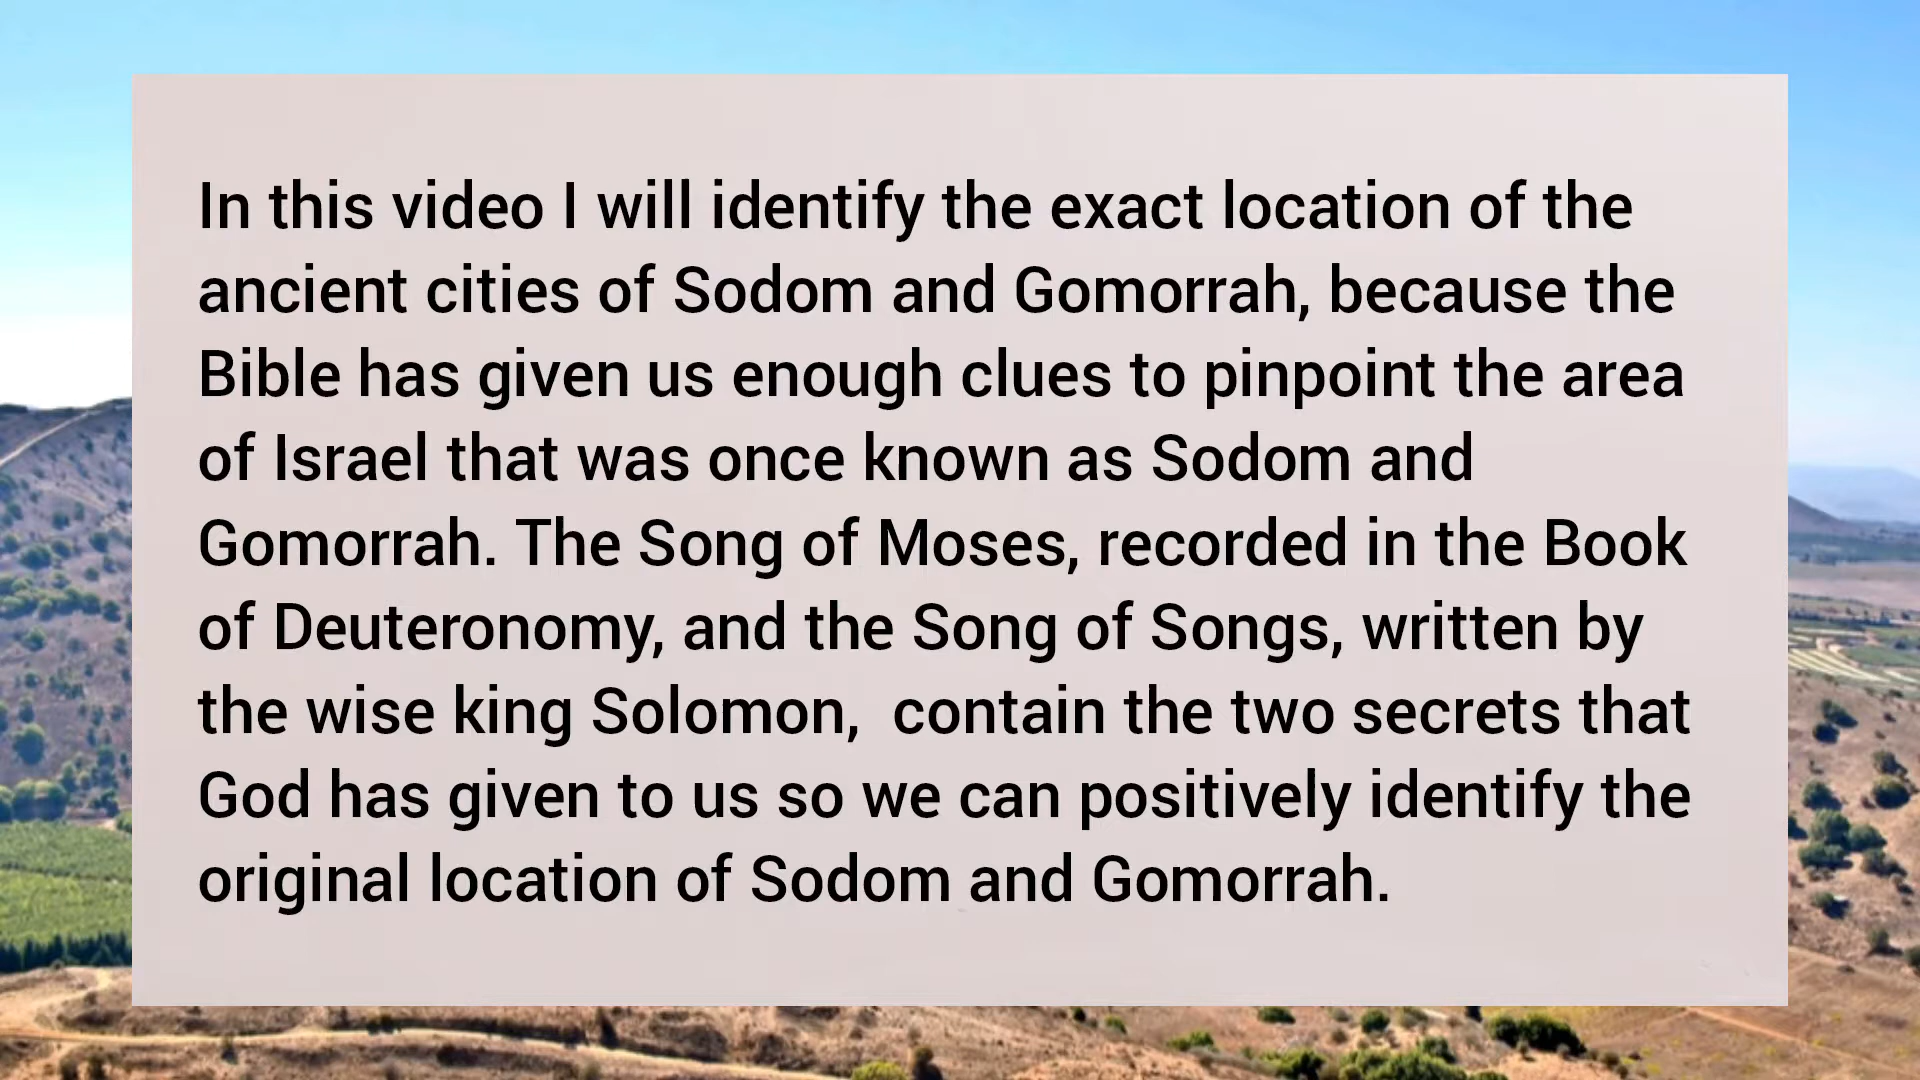 In this video I will identify the exact location of the
ancient cities of Sodom and Gomorrah, because the
Bible has given us enough clues to pinpoint the area
of Israel that was once known as Sodom and
Gomorrah. The Song of Moses, recorded in the Book
of Deuteronomy, and the Song of Songs, written by
the wise king Solomon,  contain the two secrets that
God has given to us so we can positively identify the
original location of Sodom and Gomorrah.